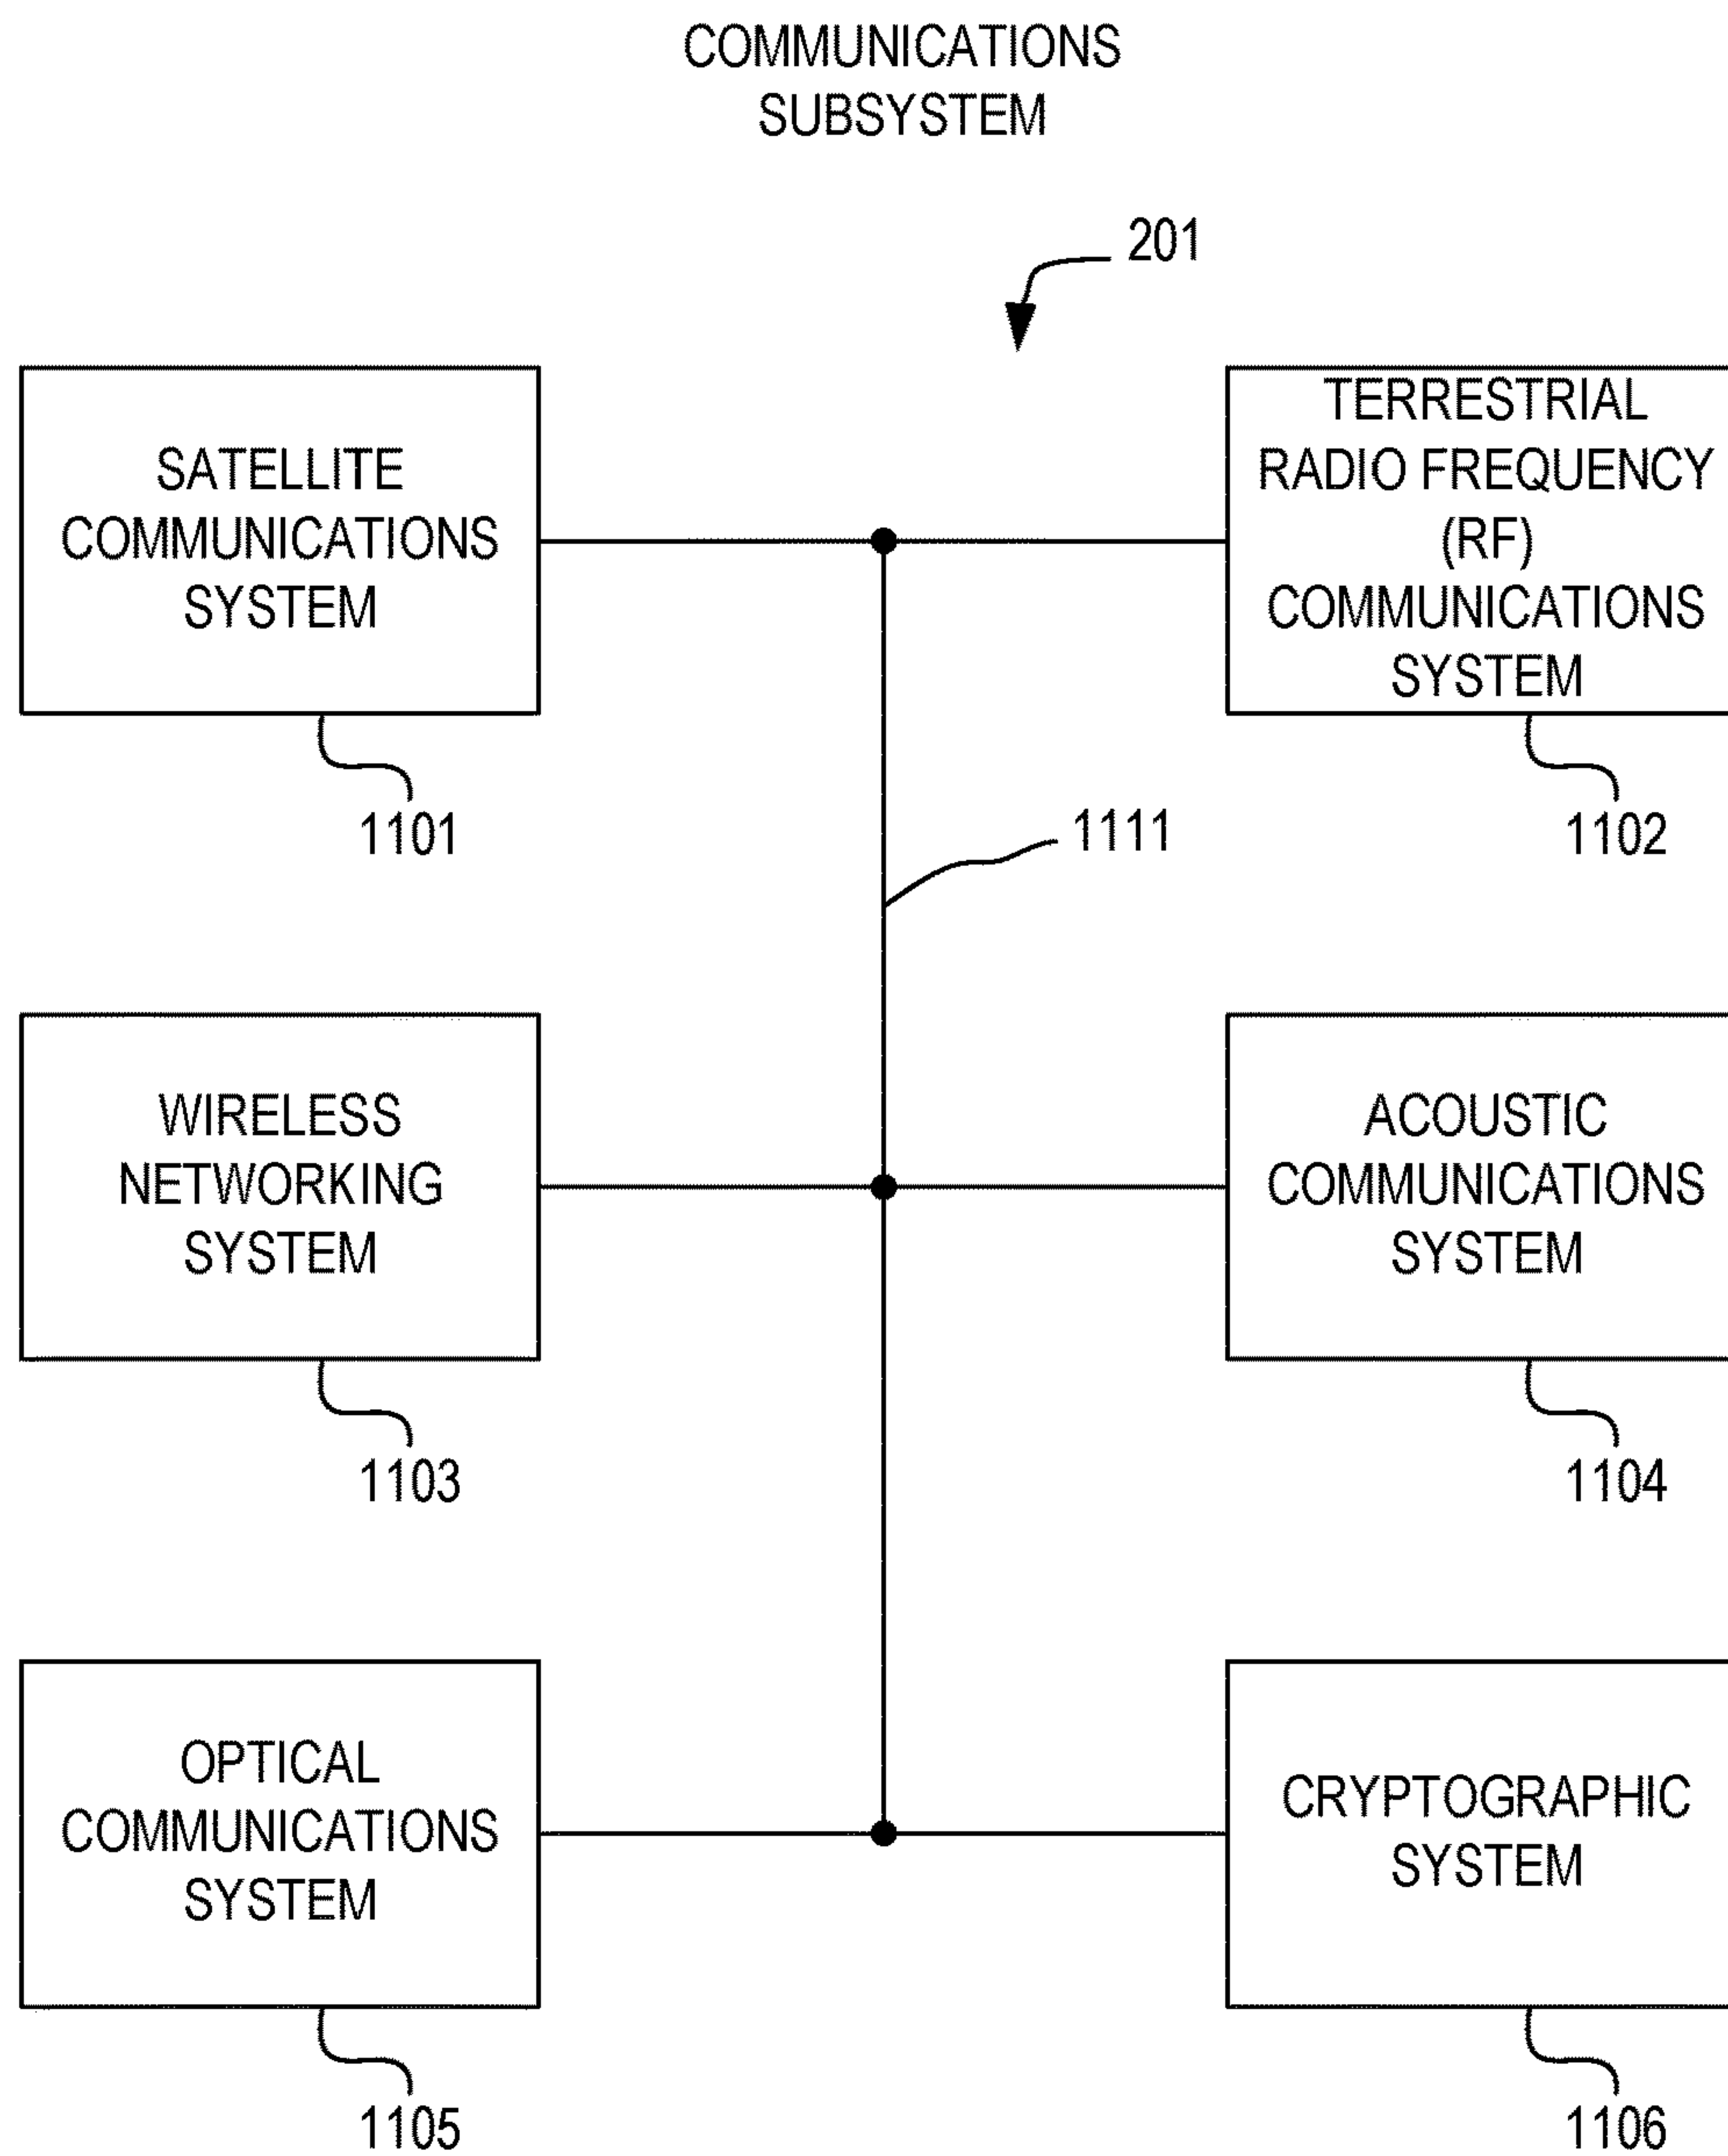 COMMUNICATIONS
SUBSYSTEM
201
SATELLITE
COMMUNICATIONS
SYSTEM
1101
TERRESTRIAL
RADIO FREQUENCY
(RF)
COMMUNICATIONS
SYSTEM
1102
1111
WIRELESS
NETWORKING
SYSTEM
1103
ACOUSTIC
COMMUNICATIONS
SYSTEM
1104
OPTICAL
COMMUNICATIONS
SYSTEM
1105
CRYPTOGRAPHIC
SYSTEM
1106